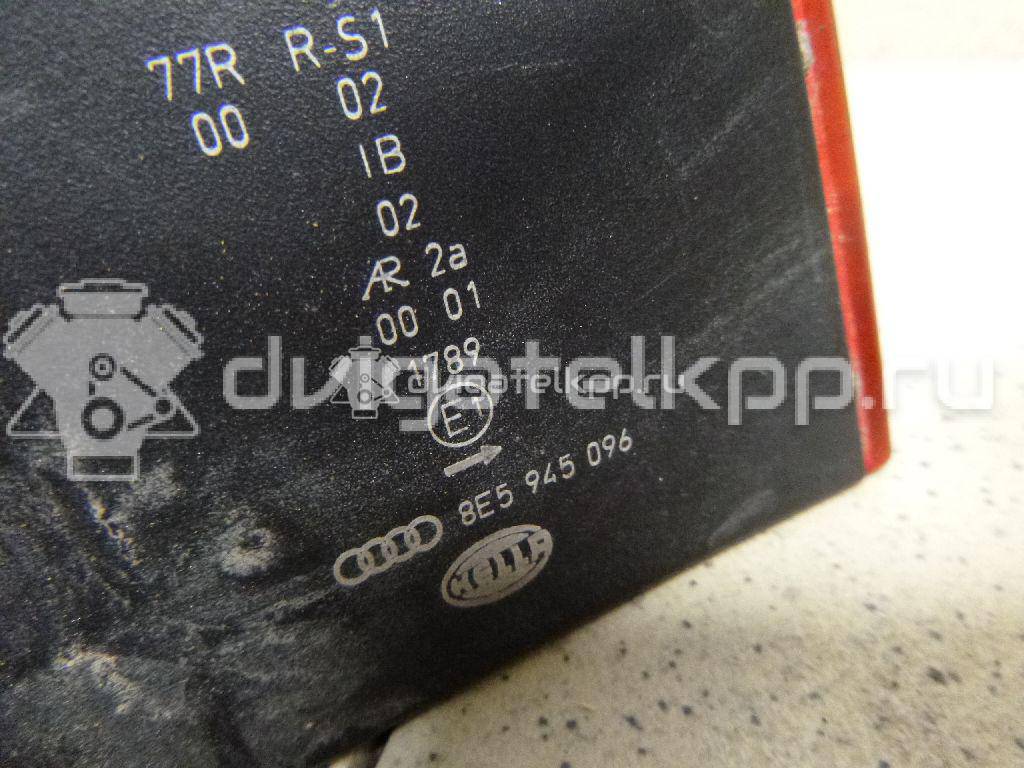 77R R-S1
00 02
IB
02
AR 2a
00 01
1789
E1
8E5 945 096
HELLA
dvigatelkpp.ru
dvigatelkpp.ru